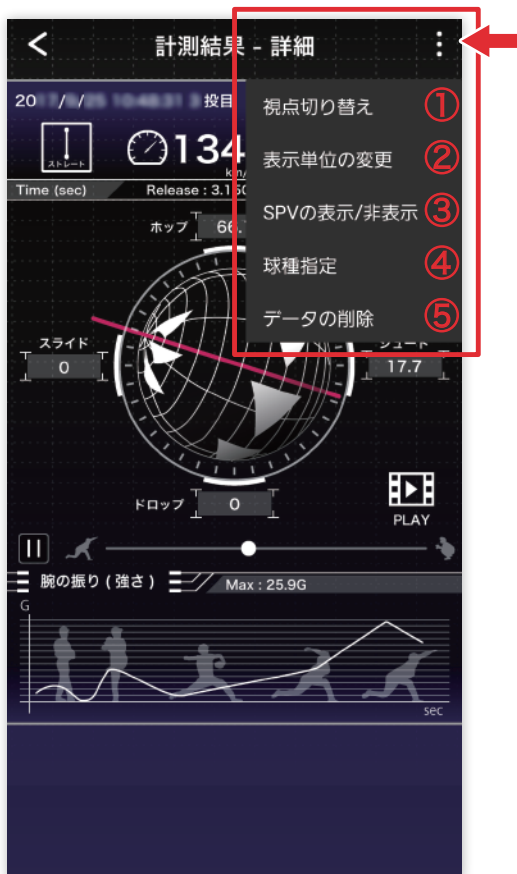 計測結果 - 詳細
視点切り替え ①
表示単位の変更 ②
SPVの表示/非表示 ③
球種指定 ④
データの削除 ⑤
投目
ストレート
134
Time (sec)
ホップ
スライド
0
17.7
ドロップ
0
PLAY
腕の振り ( 強さ )
Max : 25.9G
G
sec